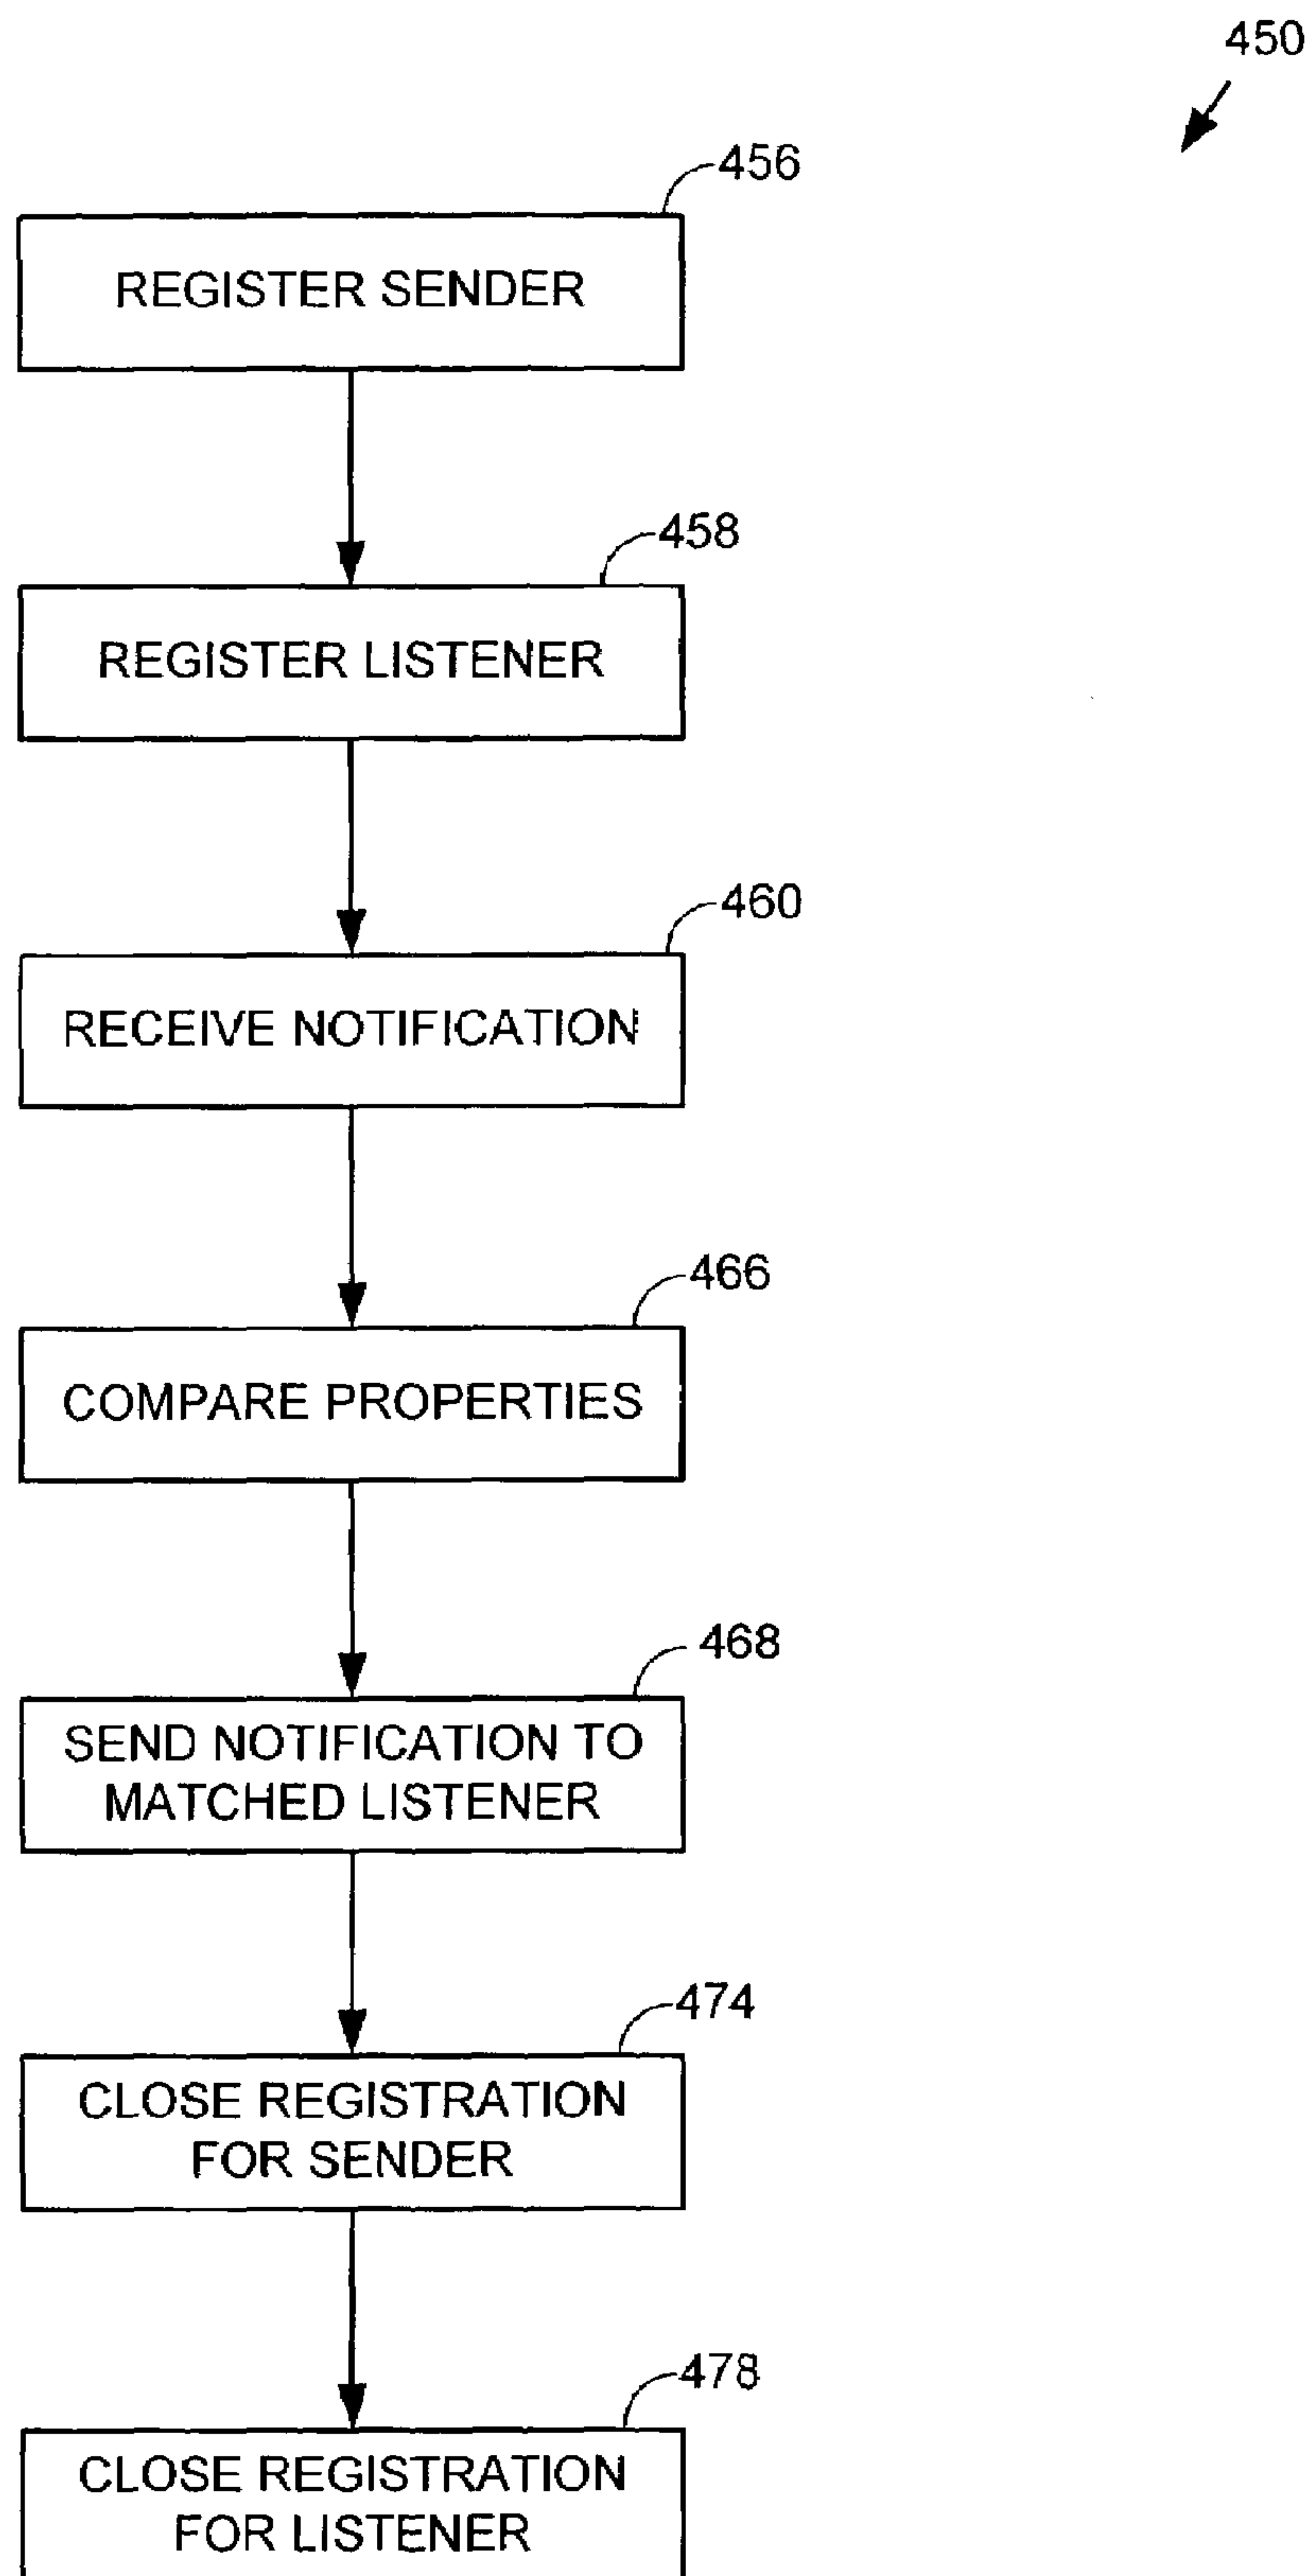 450
456
REGISTER SENDER
458
REGISTER LISTENER
460
RECEIVE NOTIFICATION
466
COMPARE PROPERTIES
468
SEND NOTIFICATION TO
MATCHED LISTENER
474
CLOSE REGISTRATION
FOR SENDER
478
CLOSE REGISTRATION
FOR LISTENER